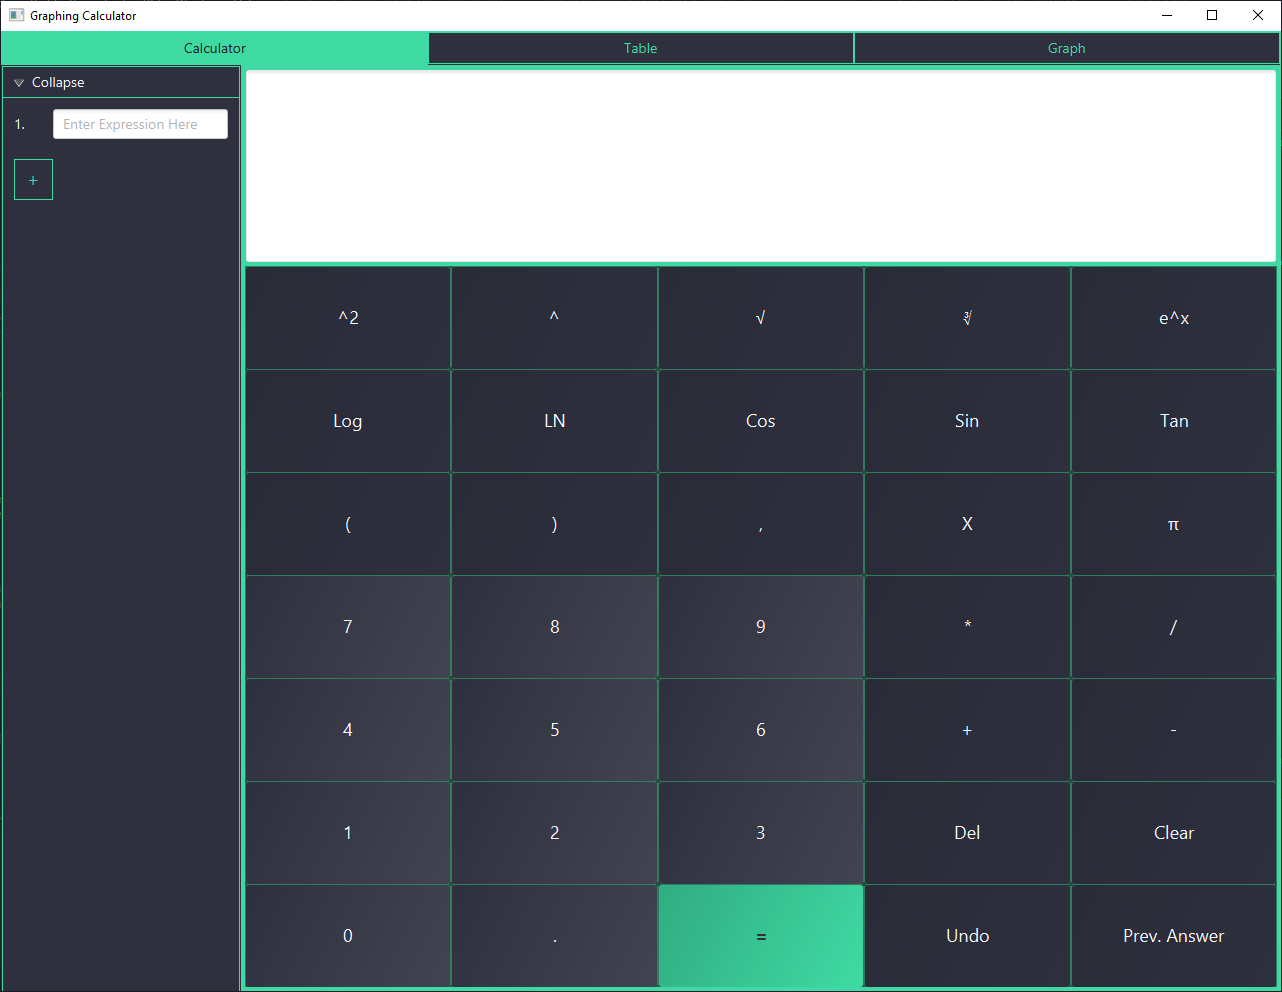 Graphing Calculator
Calculator Table Graph
Collapse
1. Enter Expression Here
+
^2 ^ √ ∛ e^x
Log LN Cos Sin Tan
( ) , X π
7 8 9 * /
4 5 6 + -
1 2 3 Del Clear
0 . = Undo Prev. Answer